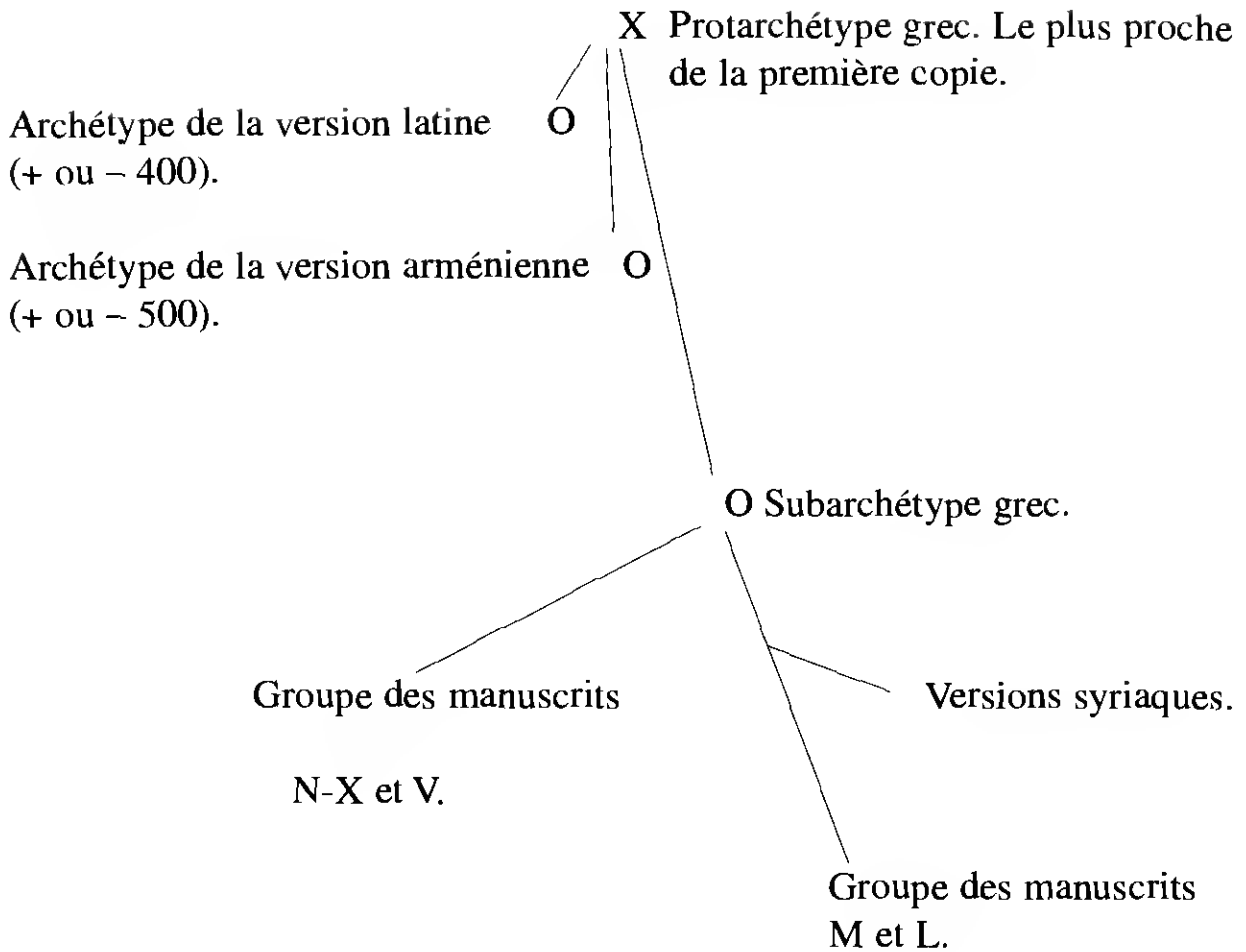 X Protarchétype grec. Le plus proche
de la première copie.
Archétype de la version latine O
(+ ou – 400).
Archétype de la version arménienne O
(+ ou – 500).
O Subarchétype grec.
Groupe des manuscrits
N-X et V.
Versions syriaques.
Groupe des manuscrits
M et L.